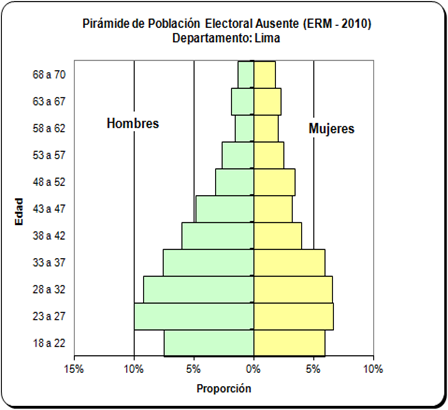 Pirámide de Población Electoral Ausente (ERM - 2010)
Departamento: Lima
Hombres
Mujeres
Edad
68 a 70
63 a 67
58 a 62
53 a 57
48 a 52
43 a 47
38 a 42
33 a 37
28 a 32
23 a 27
18 a 22
15% 10% 5% 0% 5% 10%
Proporción